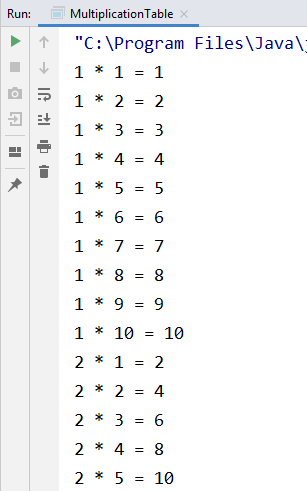 Run: MultiplicationTable
"C:\Program Files\Java\
1 * 1 = 1
1 * 2 = 2
1 * 3 = 3
1 * 4 = 4
1 * 5 = 5
1 * 6 = 6
1 * 7 = 7
1 * 8 = 8
1 * 9 = 9
1 * 10 = 10
2 * 1 = 2
2 * 2 = 4
2 * 3 = 6
2 * 4 = 8
2 * 5 = 10